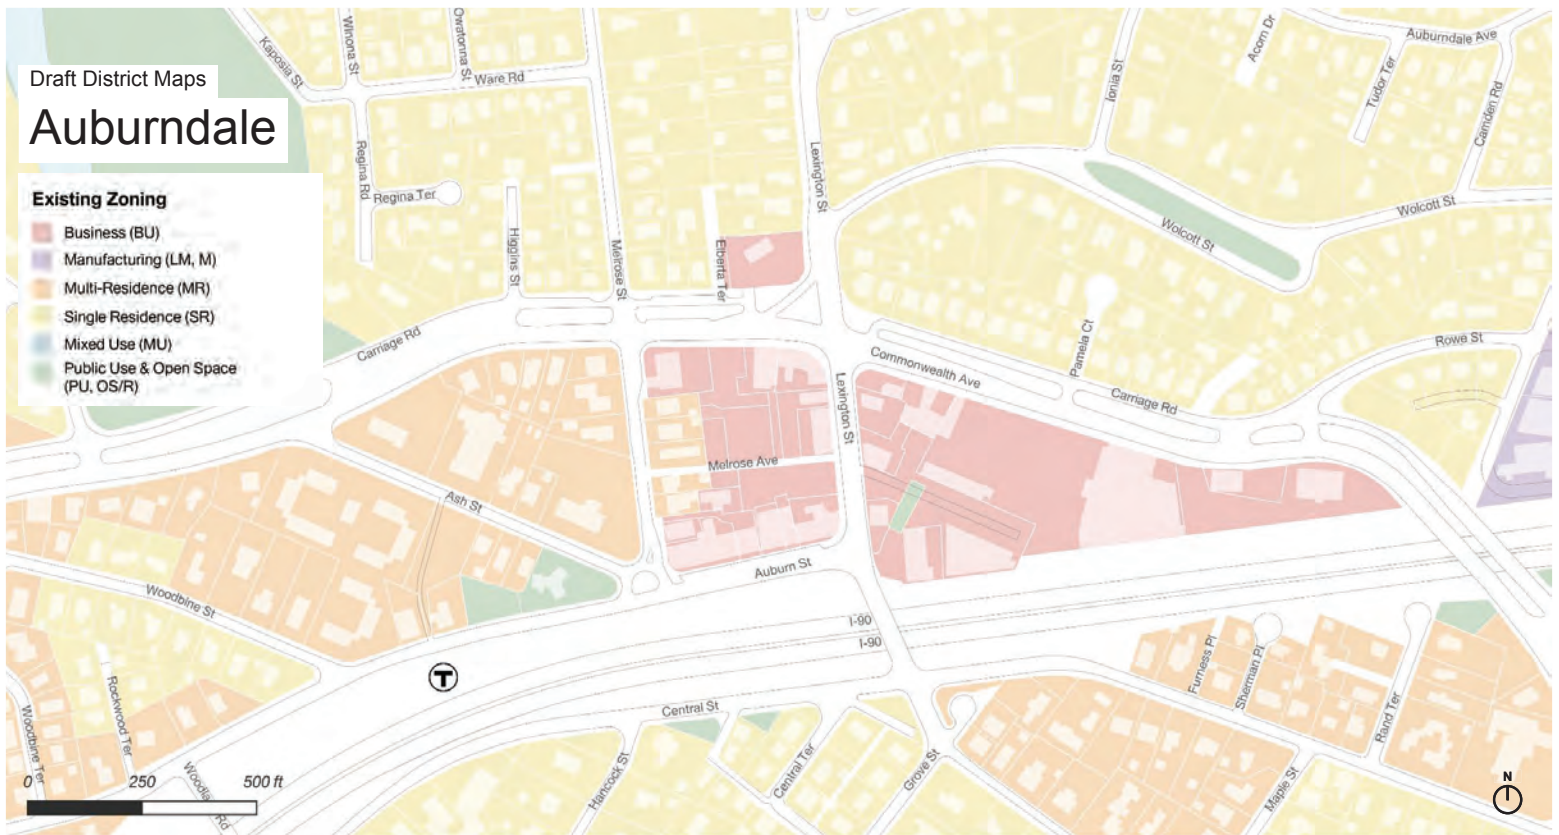 Draft District Maps
Auburndale
Existing Zoning
Business (BU)
Manufacturing (LM, M)
Multi-Residence (MR)
Single Residence (SR)
Mixed Use (MU)
Public Use & Open Space
(PU, OS/R)
Kaposia St
Winona St
Owatonna St
Ware Rd
Regina Rd
Regina Ter
Higgins St
Melrose St
Elberta Ter
Lexington St
Ionia St
Acorn Dr
Auburndale Ave
Tudor Ter
Camden Rd
Wolcott St
Wolcott St
Carriage Rd
Commonwealth Ave
Pamela Ct
Carriage Rd
Rowe St
Lexington St
Melrose Ave
Ash St
Auburn St
Woodbine St
I-90
I-90
T
Rockwood Ter
Woodbine Ter
Central St
Hancock St
Central Ter
Grove St
Furness Pl
Sherman Pl
Rand Ter
Maple St
0 250 500 ft
N